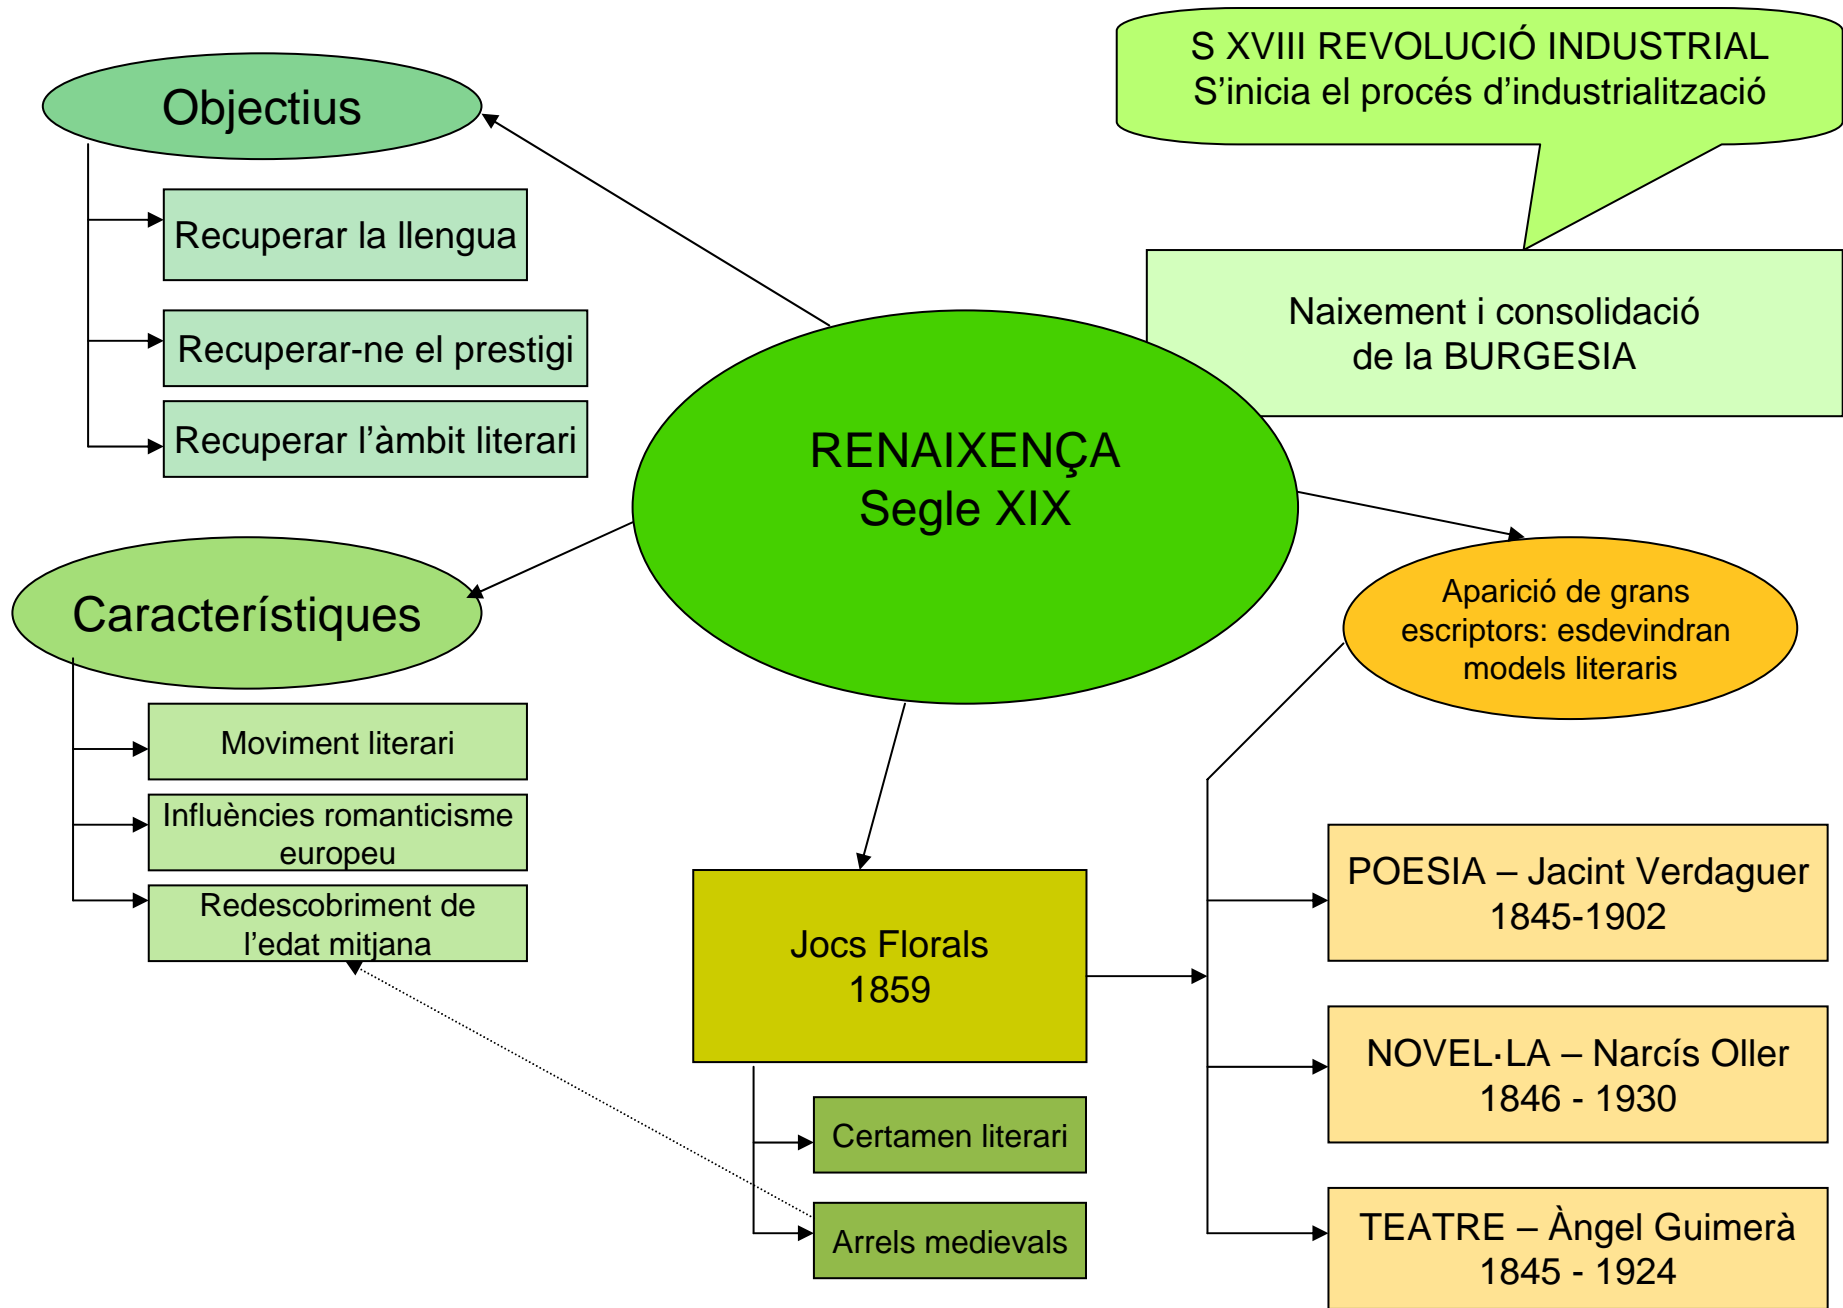 S XVIII REVOLUCIÓ INDUSTRIAL
S’inicia el procés d’industrialització
Objectius
Recuperar la llengua
Recuperar-ne el prestigi
Recuperar l’àmbit literari
Naixement i consolidació
de la BURGESIA
RENAIXENÇA
Segle XIX
Característiques
Moviment literari
Influències romanticisme
europeu
Redescobriment de
l’edat mitjana
Aparició de grans
escriptors: esdevindran
models literaris
Jocs Florals
1859
Certamen literari
Arrels medievals
POESIA – Jacint Verdaguer
1845-1902
NOVEL·LA – Narcís Oller
1846 - 1930
TEATRE – Àngel Guimerà
1845 - 1924